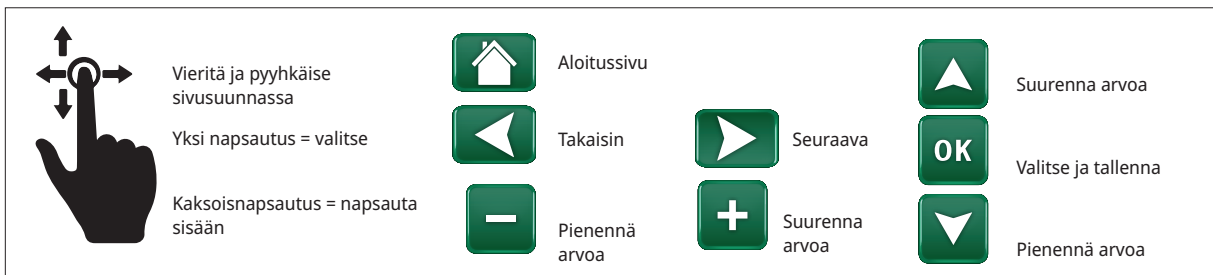 Vieritä ja pyyhkäise
sivusuunnassa
Yksi napsautus = valitse
Kaksoisnapsautus = napsauta
sisään
Aloitussivu
Takaisin
Pienennä
arvoa
Seuraava
Suurenna
arvoa
Suurenna arvoa
OK
Valitse ja tallenna
Pienennä arvoa